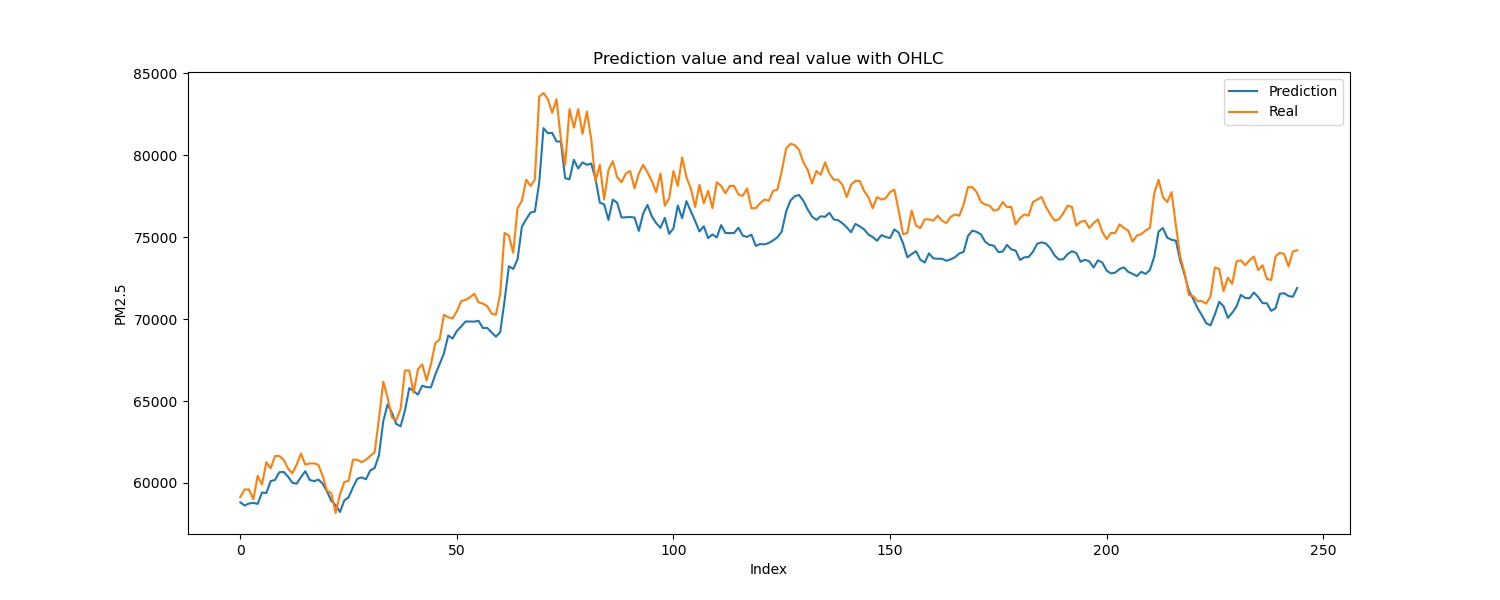 Prediction value and real value with OHLC
85000
80000
75000
70000
65000
60000
PM2.5
Prediction
Real
0 50 100 150 200 250
Index